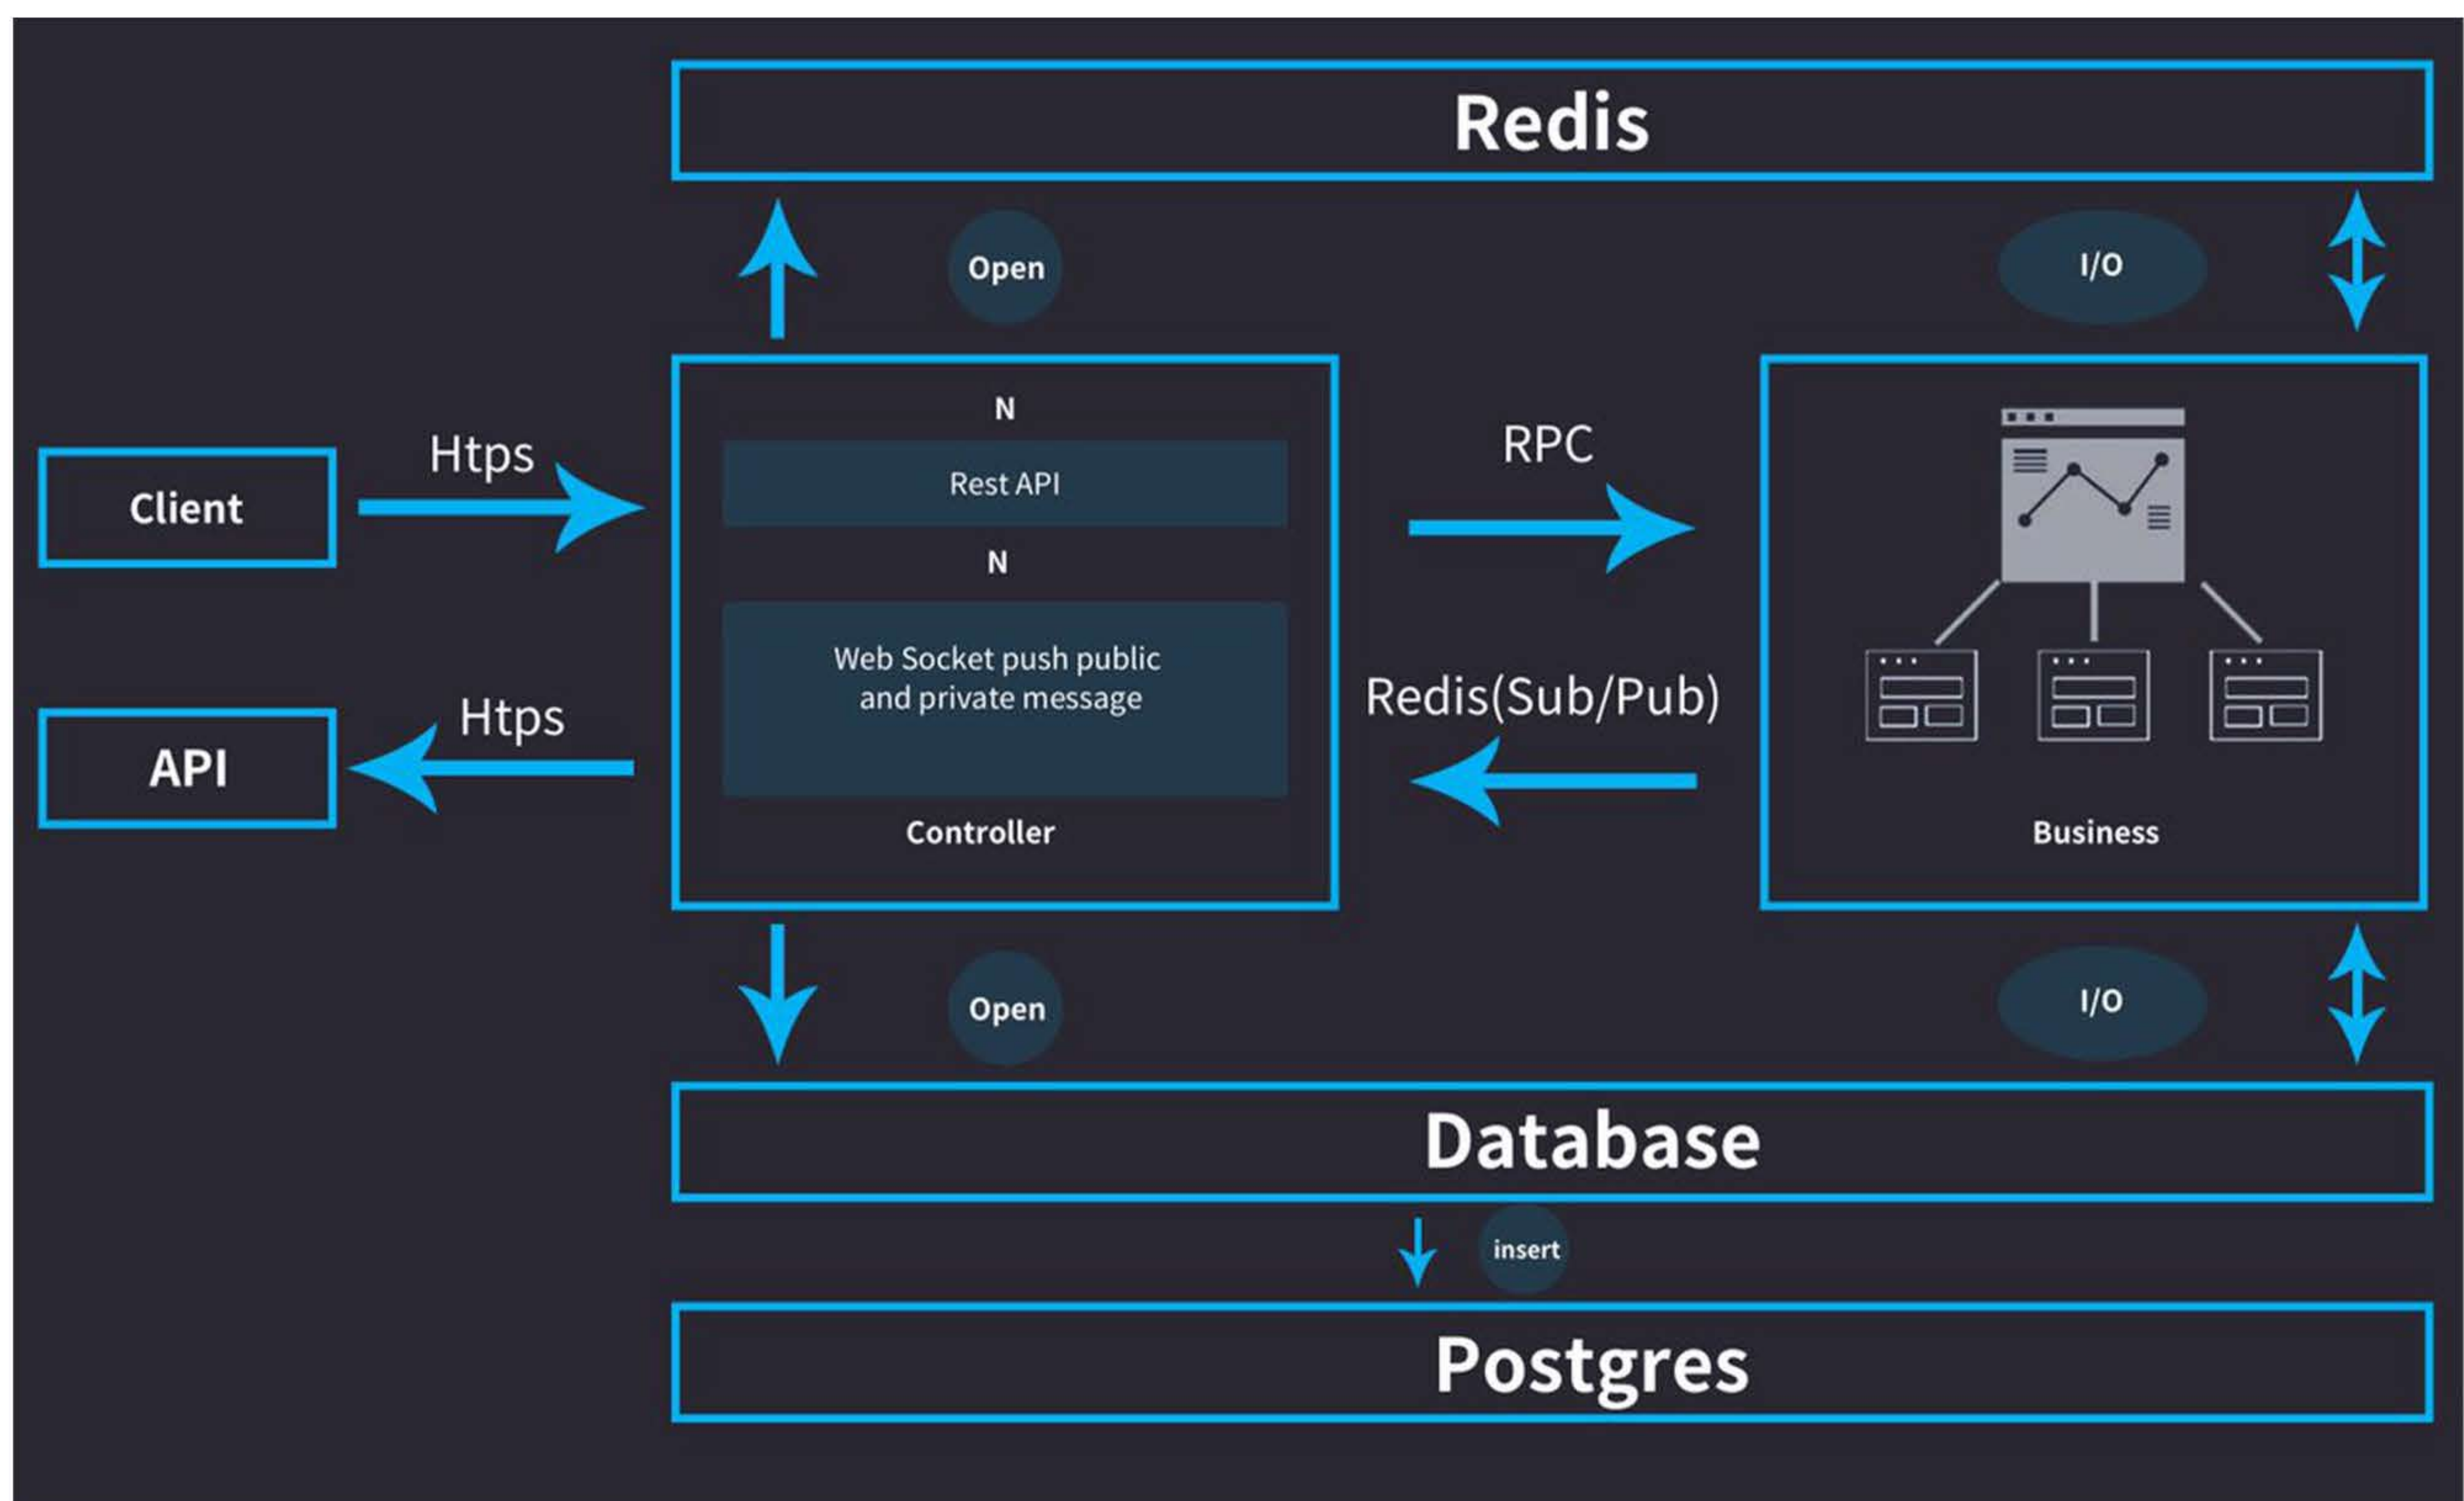 Redis
Open
I/O
N
Rest API
N
Web Socket push public
and private message
Controller
Client
Htps
API
Htps
RPC
Redis(Sub/Pub)
Business
Open
I/O
Database
insert
Postgres